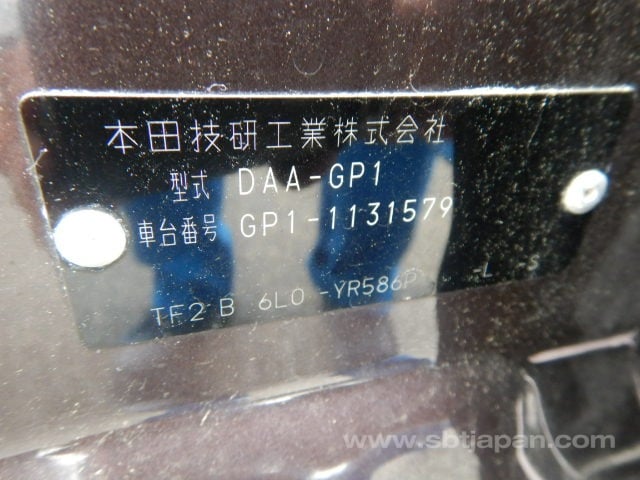 本田技研工業株式会社
型式 DAA-GP1
車台番号 GP1-1131579
TF2 B 6L0 -YR586P -L -S
www.sbtjapan.com